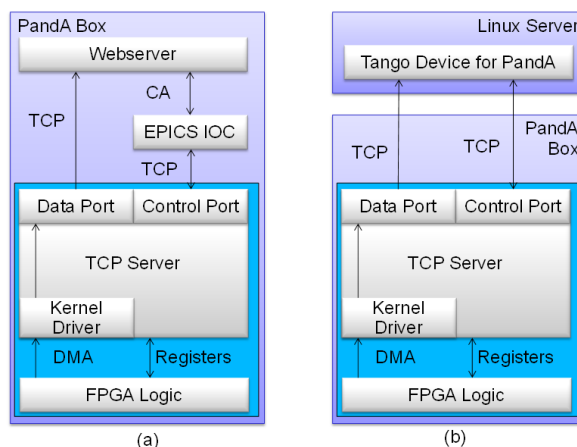 PandA Box
Webserver
CA
TCP
EPICS IOC
TCP
Data Port
Control Port
TCP Server
Kernel
Driver
DMA
Registers
FPGA Logic
(a)
Linux Server
Tango Device for PandA
PandA
Box
TCP
TCP
Data Port
Control Port
TCP Server
Kernel
Driver
DMA
Registers
FPGA Logic
(b)